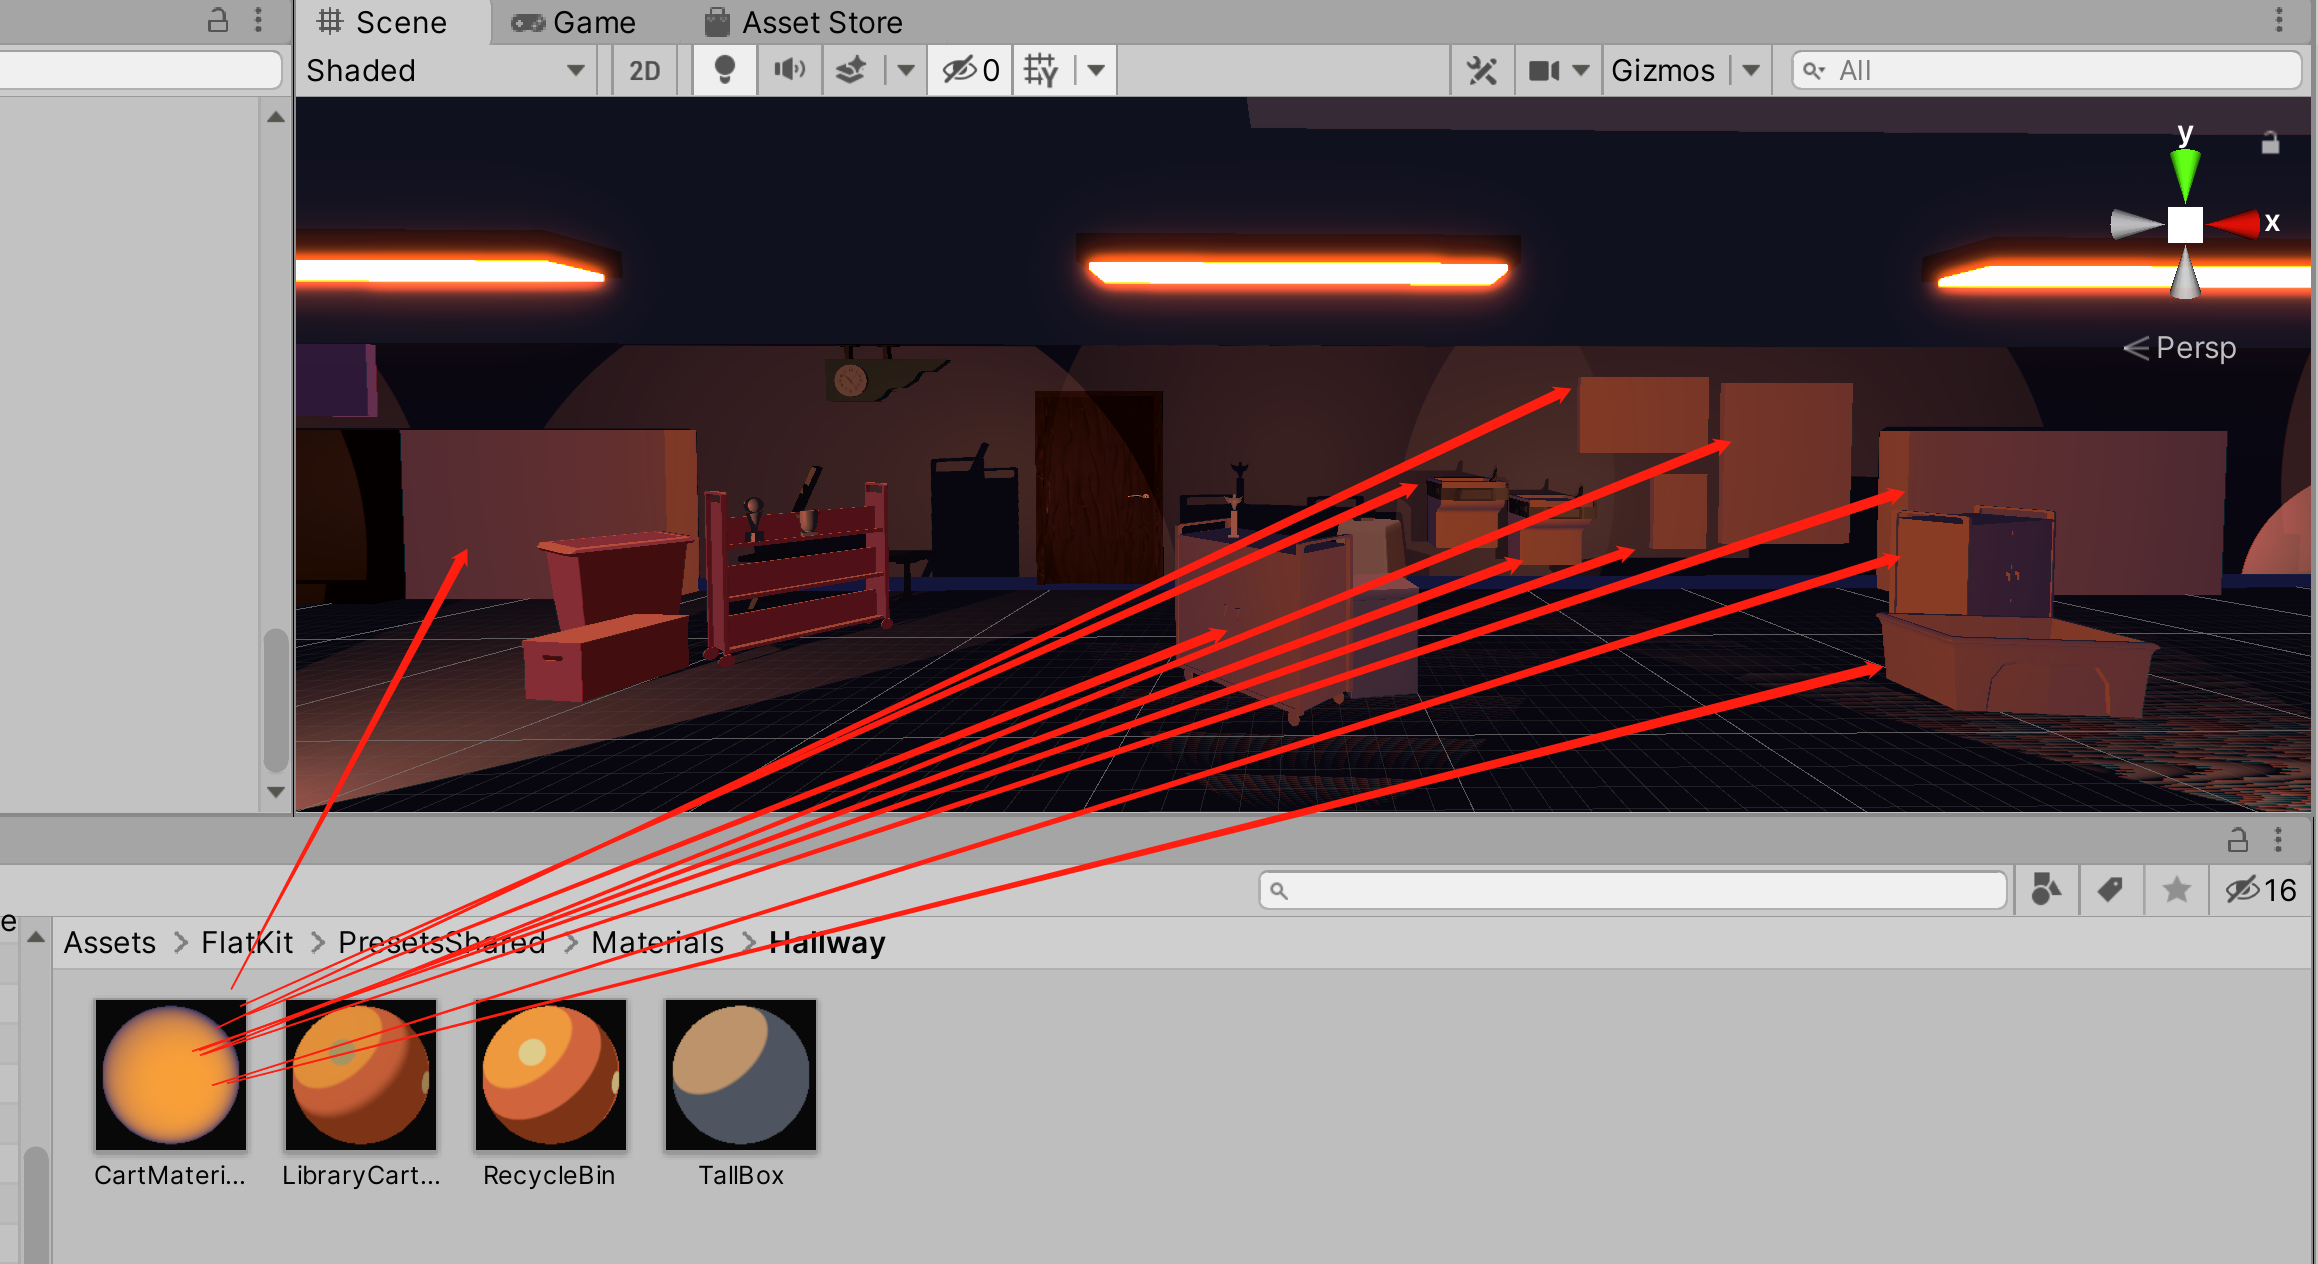 Scene Game Asset Store
Shaded 2D 0 Gizmos All
y
x
Persp
16
e
Assets > FlatKit > PresetsShared > Materials > Hallway
CartMateri... LibraryCart... RecycleBin TallBox